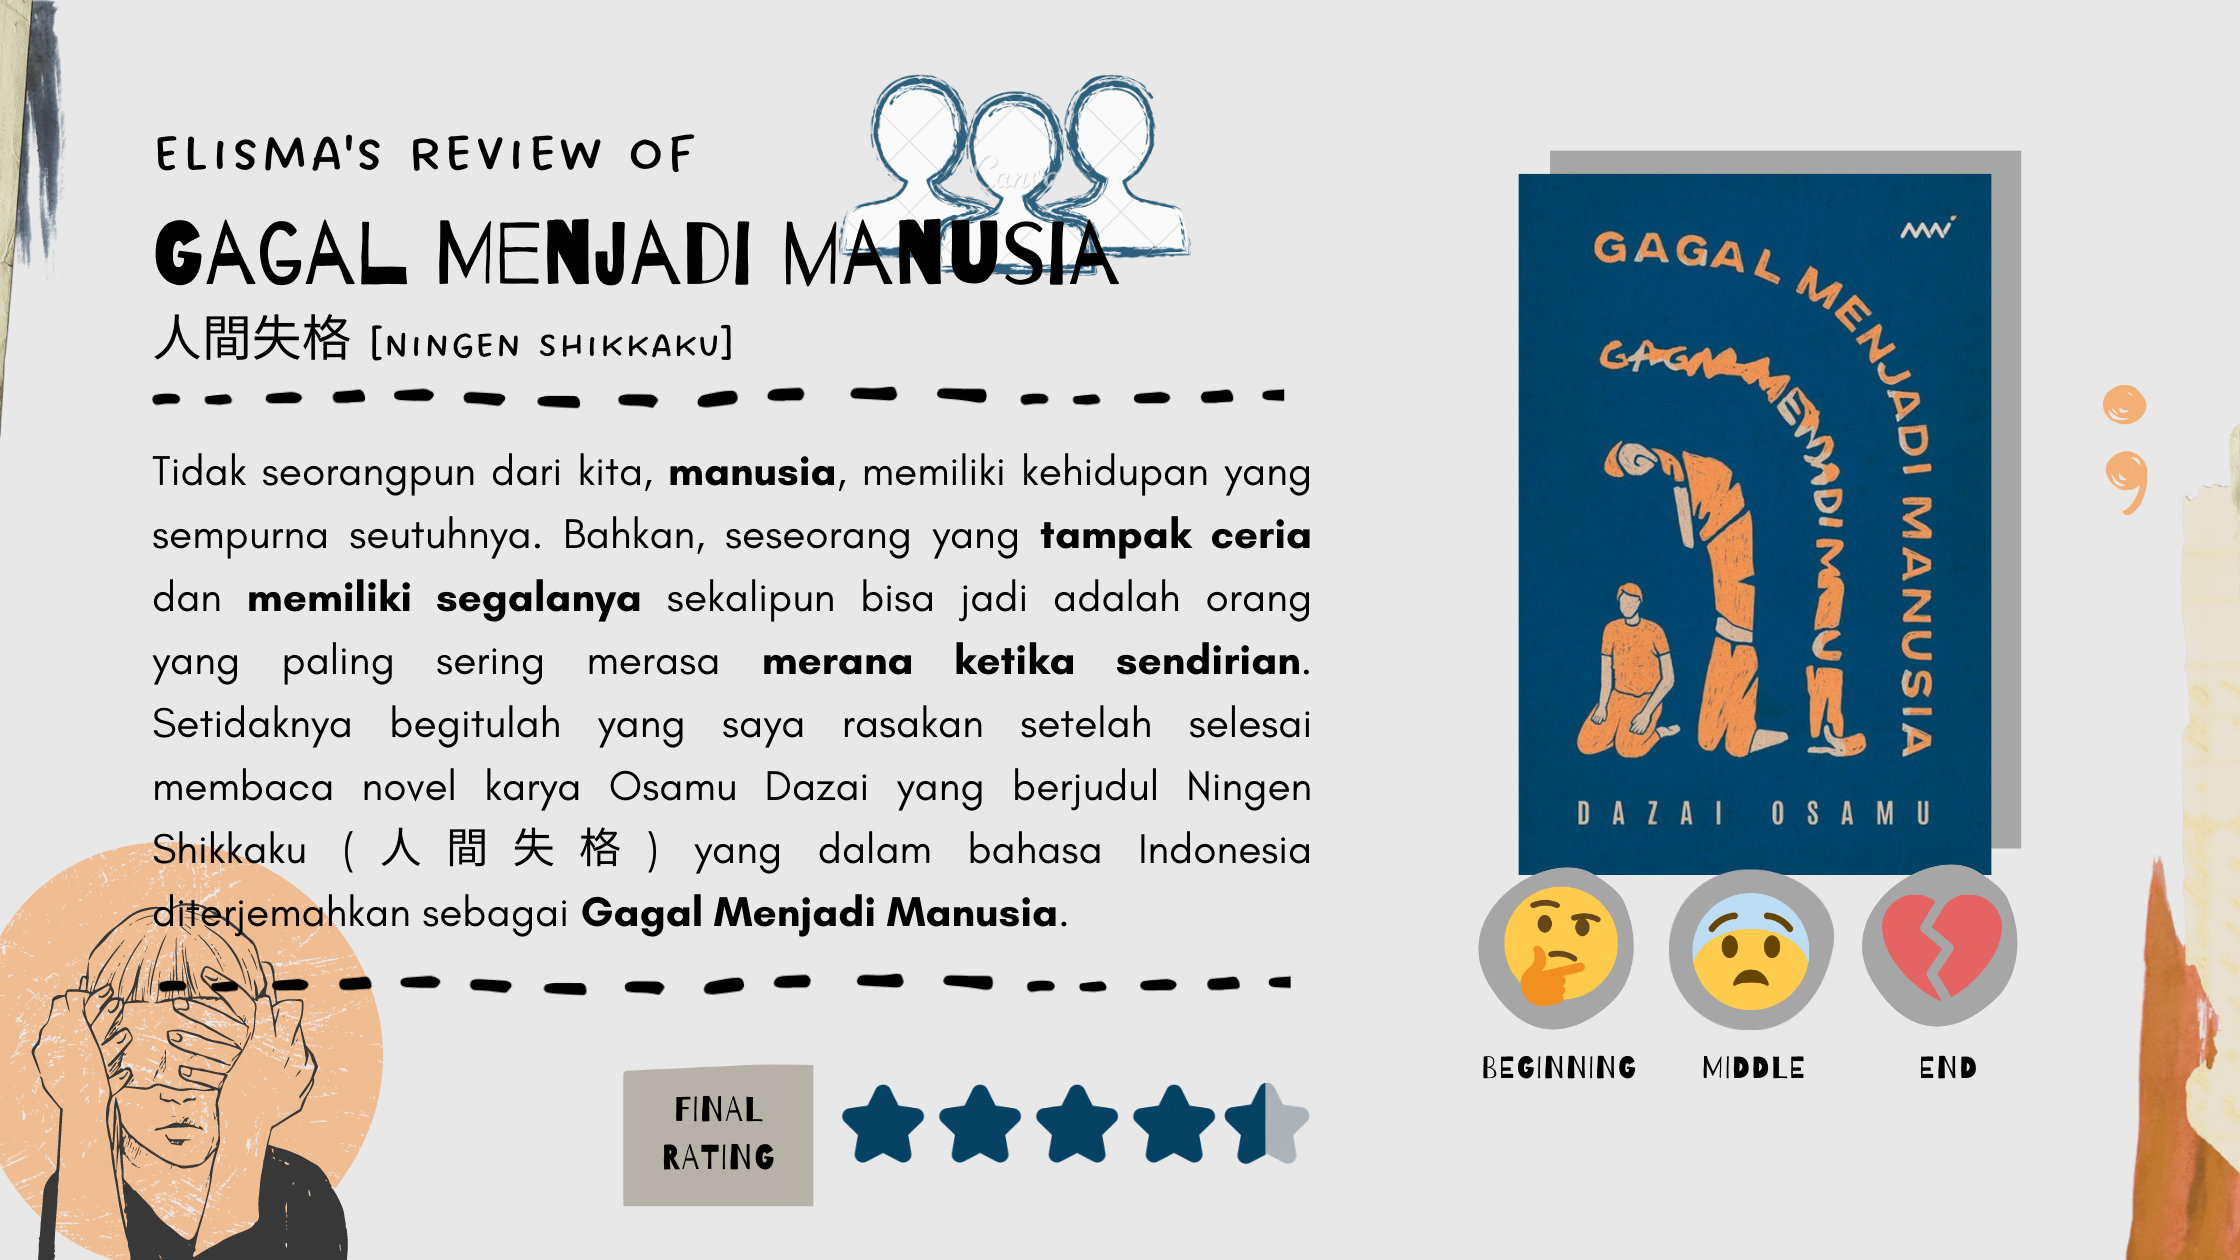 ELISMA'S REVIEW OF
GAGAL MENJADI MANUSIA
人間失格 [NINGEN SHIKKAKU]
Tidak seorangpun dari kita, manusia, memiliki kehidupan yang
sempurna seutuhnya. Bahkan, seseorang yang tampak ceria
dan memiliki segalanya sekalipun bisa jadi adalah orang
yang paling sering merasa merana ketika sendirian.
Setidaknya begitulah yang saya rasakan setelah selesai
membaca novel karya Osamu Dazai yang berjudul Ningen
Shikkaku (人間失格) yang dalam bahasa Indonesia
diterjemahkan sebagai Gagal Menjadi Manusia.
FINAL
RATING
GAGAL MENJADI MANUSIA
GAGAL MENJADI MANUSIA
DAZAI OSAMU
BEGINNING
MIDDLE
END
;
Canva